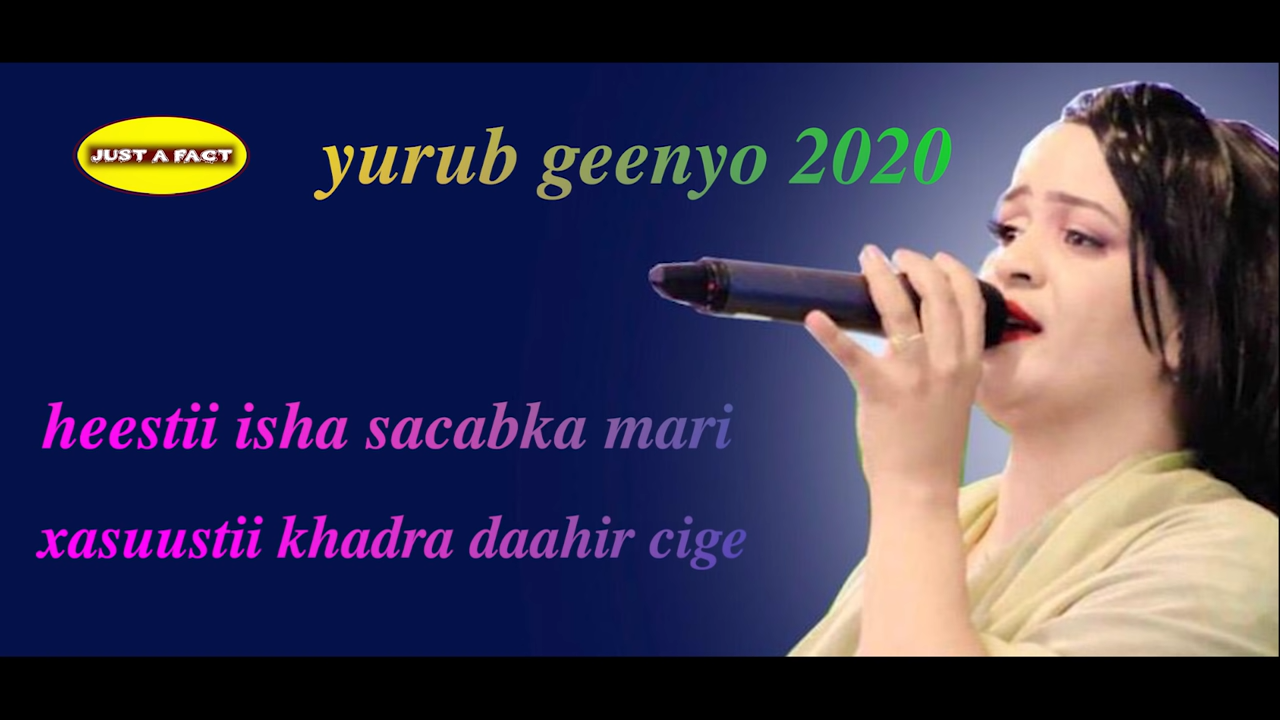 JUST A FACT
yurub geenyo 2020
heestii isha sacabka mari
xasuustii khadra daahir cige